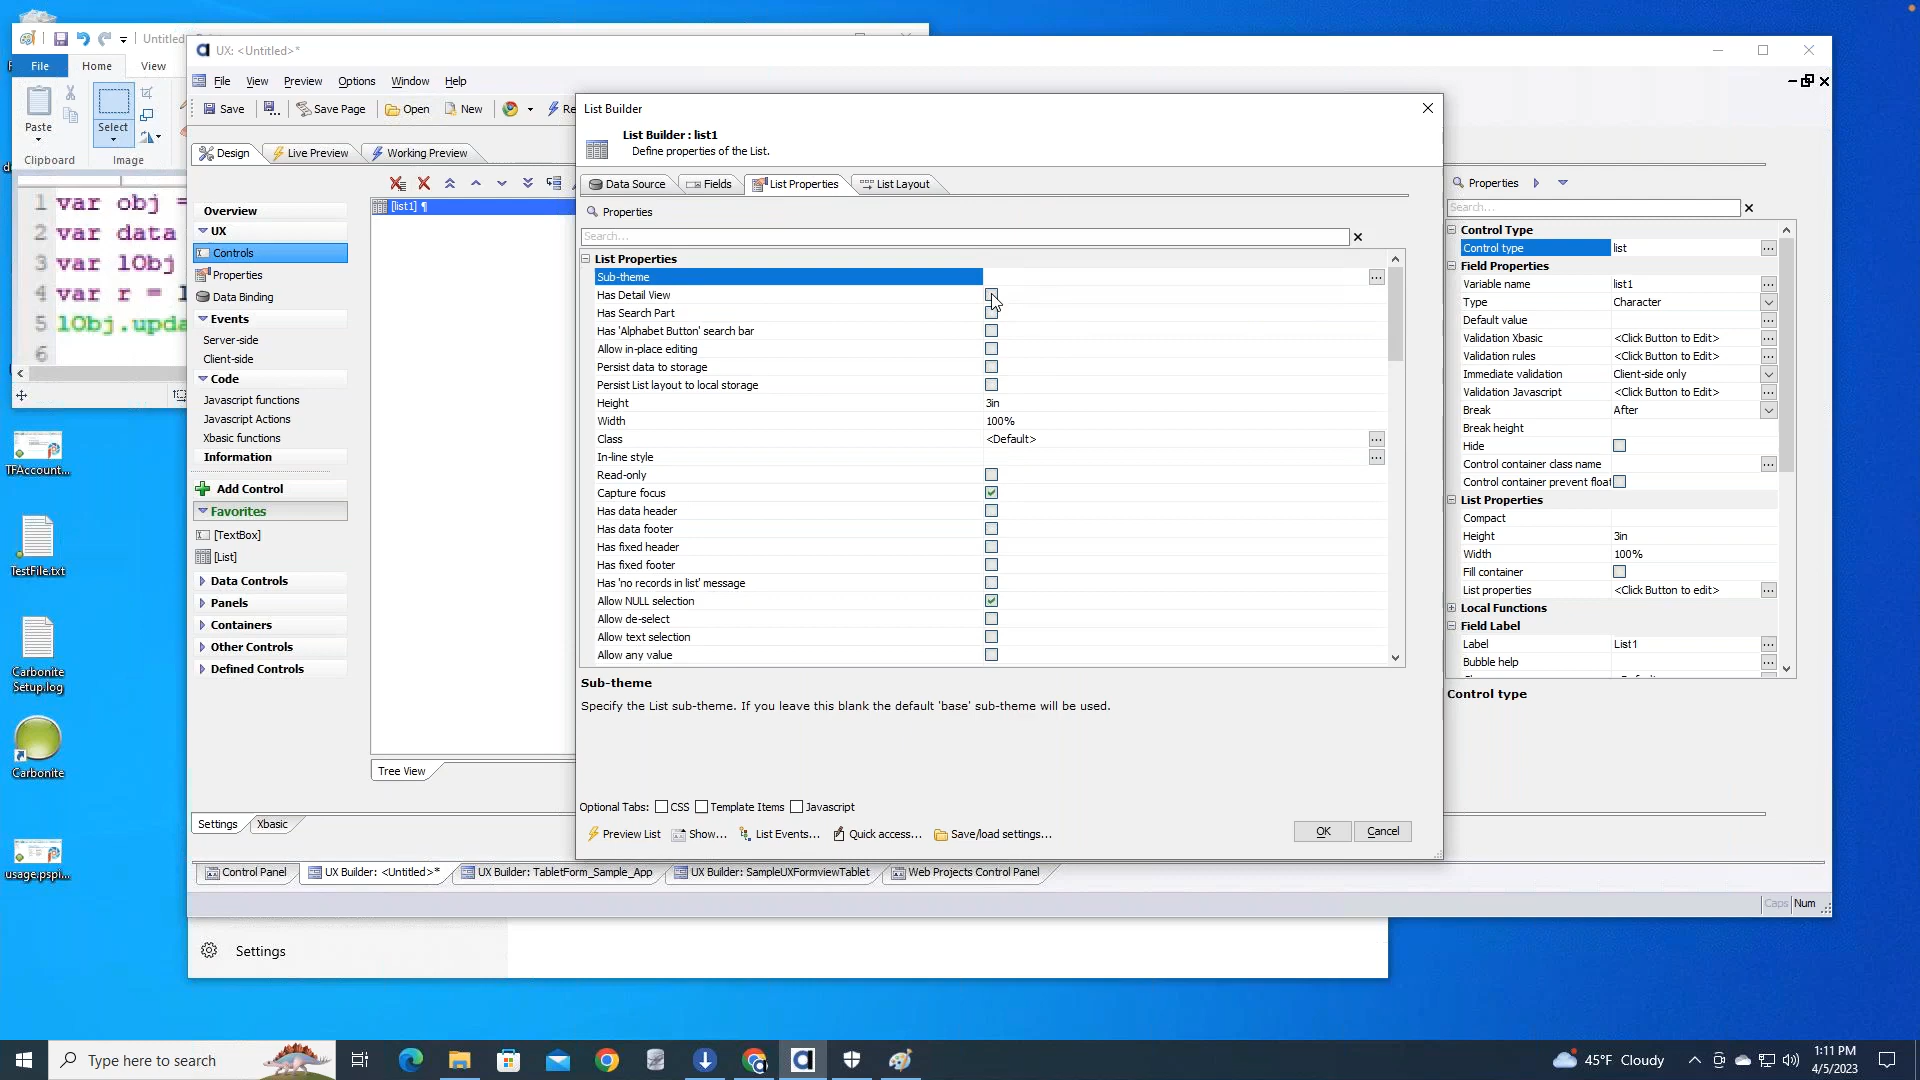 Untitled
File
Home
View
Paste
Select
Clipboard
Image
1 var obj =
2 var data
3 var lObj
4 var r = l
5 lObj.upda
6
TFAccount...
TestFile.txt
Carbonite
Setup.log
Carbonite
usage.pspi...
UX: <Untitled>*
File View Preview Options Window Help
Save
Save Page
Open
New
Re
Design
Live Preview
Working Preview
Overview
UX
Controls
Properties
Data Binding
Events
Server-side
Client-side
Code
Javascript functions
Javascript Actions
Xbasic functions
Information
Add Control
Favorites
[TextBox]
[List]
Data Controls
Panels
Containers
Other Controls
Defined Controls
[list1] ¶
Tree View
Settings
Xbasic
List Builder
List Builder : list1
Define properties of the List.
Data Source
Fields
List Properties
List Layout
Properties
Search...
List Properties
Sub-theme
Has Detail View
Has Search Part
Has 'Alphabet Button' search bar
Allow in-place editing
Persist data to storage
Persist List layout to local storage
Height 3in
Width 100%
Class <Default>
In-line style
Read-only
Capture focus
Has data header
Has data footer
Has fixed header
Has fixed footer
Has 'no records in list' message
Allow NULL selection
Allow de-select
Allow text selection
Allow any value
Sub-theme
Specify the List sub-theme. If you leave this blank the default 'base' sub-theme will be used.
Optional Tabs: CSS Template Items Javascript
Preview List
Show...
List Events...
Quick access...
Save/load settings...
OK
Cancel
Properties
Search...
Control Type
Control type list
Field Properties
Variable name list1
Type Character
Default value
Validation Xbasic <Click Button to Edit>
Validation rules <Click Button to Edit>
Immediate validation Client-side only
Validation Javascript <Click Button to Edit>
Break After
Break height
Hide
Control container class name
Control container prevent float
List Properties
Compact
Height 3in
Width 100%
Fill container
List properties <Click Button to edit>
Local Functions
Field Label
Label List1
Bubble help
Control type
Control Panel
UX Builder: <Untitled>*
UX Builder: TabletForm_Sample_App
UX Builder: SampleUXFormviewTablet
Web Projects Control Panel
Caps
Num
Settings
Type here to search
45°F Cloudy
1:11 PM
4/5/2023